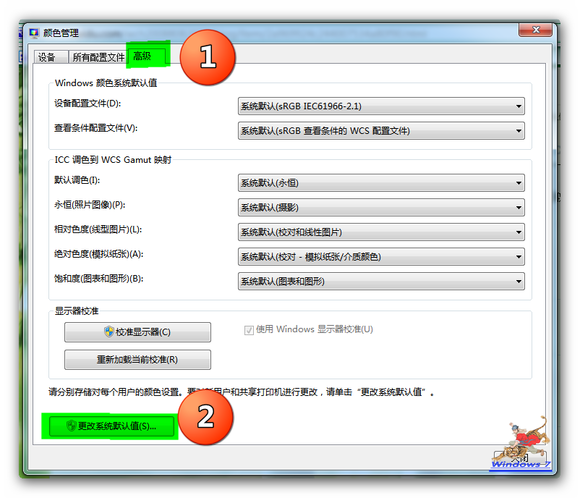 颜色管理
设备 所有配置文件 高级
1
Windows 颜色系统默认值
设备配置文件(D): 系统默认(sRGB IEC61966-2.1)
查看条件配置文件(V): 系统默认(sRGB 查看条件的 WCS 配置文件)
ICC 调色到 WCS Gamut 映射
默认调色(I): 系统默认(永恒)
永恒(照片图像)(P): 系统默认(摄影)
相对色度(线型图片)(L): 系统默认(校对和线性图片)
绝对色度(模拟纸张)(A): 系统默认(校对 - 模拟纸张/介质颜色)
饱和度(图表和图形)(B): 系统默认(图表和图形)
显示器校准
校准显示器(C) 使用 Windows 显示器校准(U)
重新加载当前校准(R)
请分别存储对每个用户的颜色设置。要对新用户和共享打印机进行更改，请单击“更改系统默认值”。
更改系统默认值(S)...
2
Windows 7